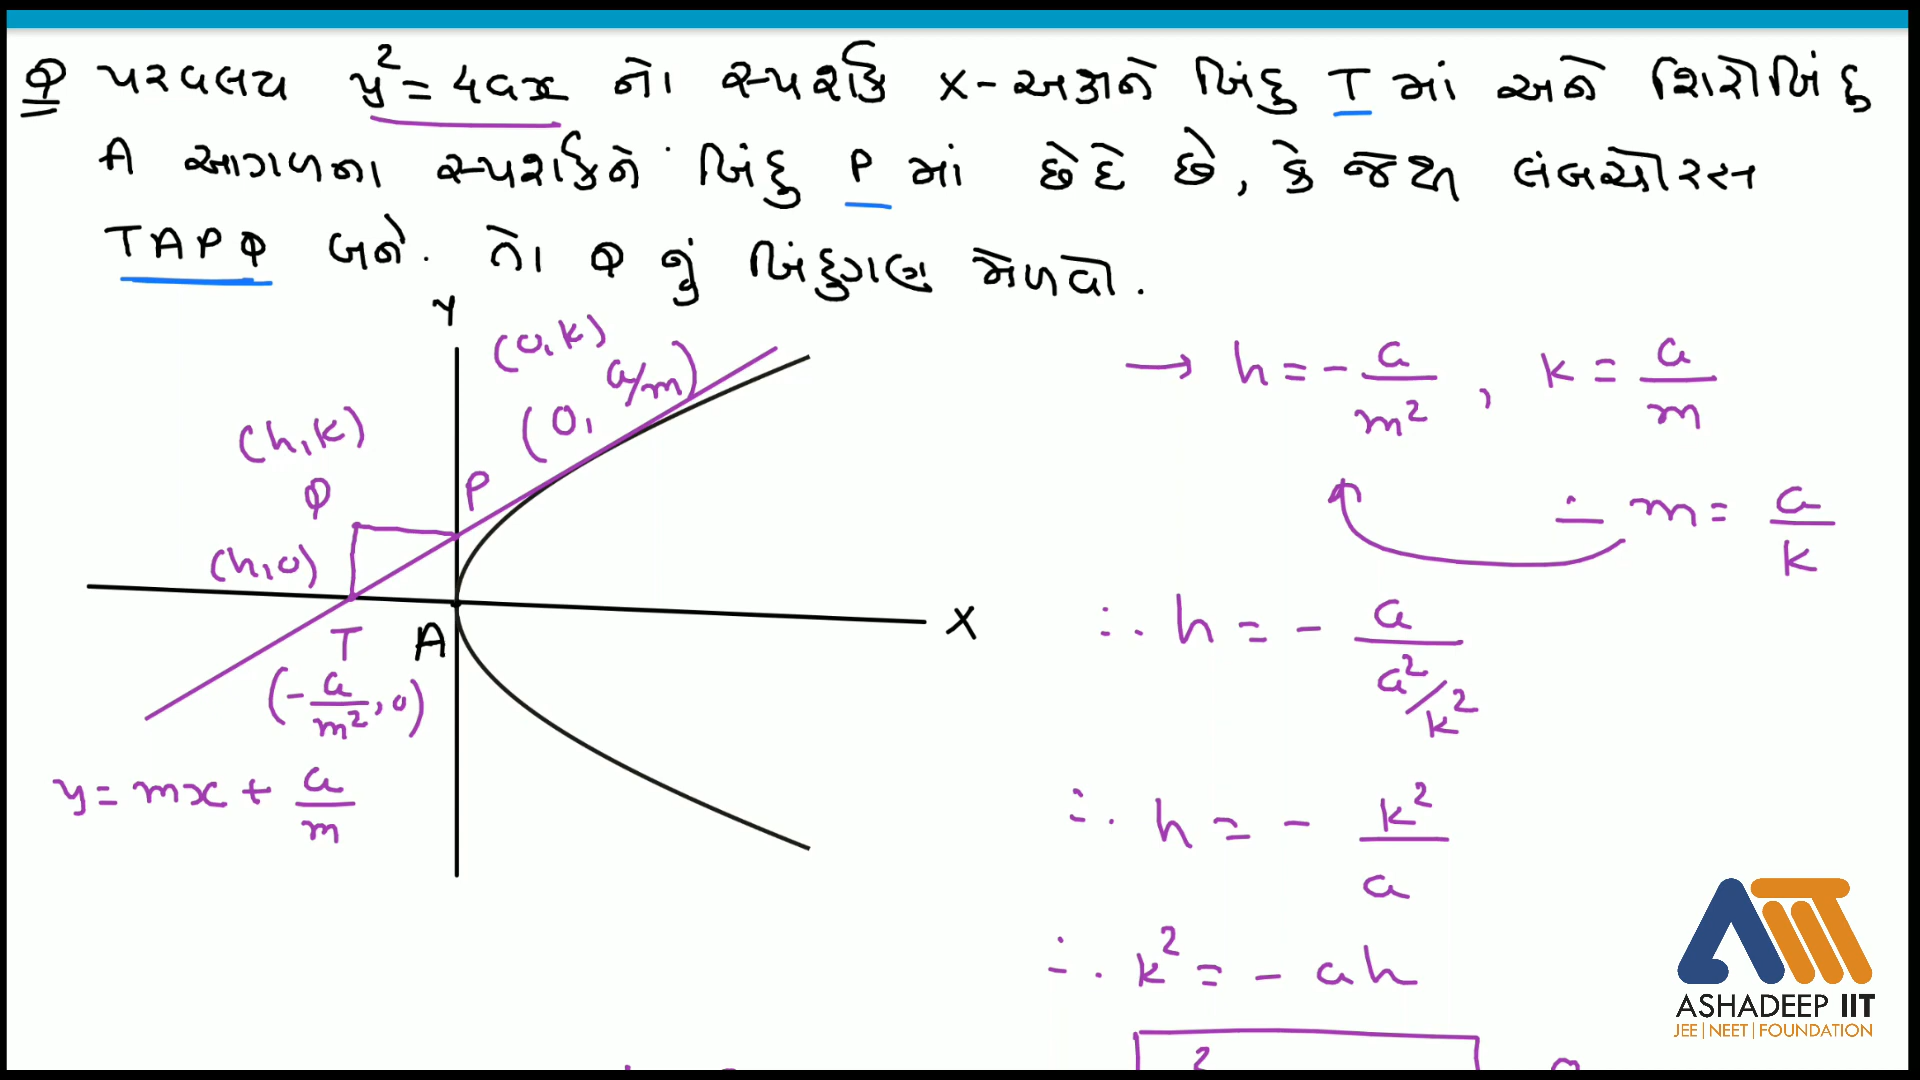 Q પરવલય y² = 4ax નો સ્પર્શક X-અક્ષને બિંદુ T માં અને શિરોબિંદુ
A આગળના સ્પર્શકને બિંદુ P માં છેદે છે, કે જેથી લંબચોરસ
TAPQ બને. તો Q નું બિંદુગણ મેળવો.
Y
(0, k)
(0, a/m)
(h, k)
Q
P
(h, 0)
T
A
X
(-a/m², 0)
y = mx + a/m
→ h = -a/m² , k = a/m
∴ m = a/k
∴ h = - a/(a²/k²)
∴ h = - k²/a
∴ k² = - ah
2
ASHADEEP IIT
JEE | NEET | FOUNDATION